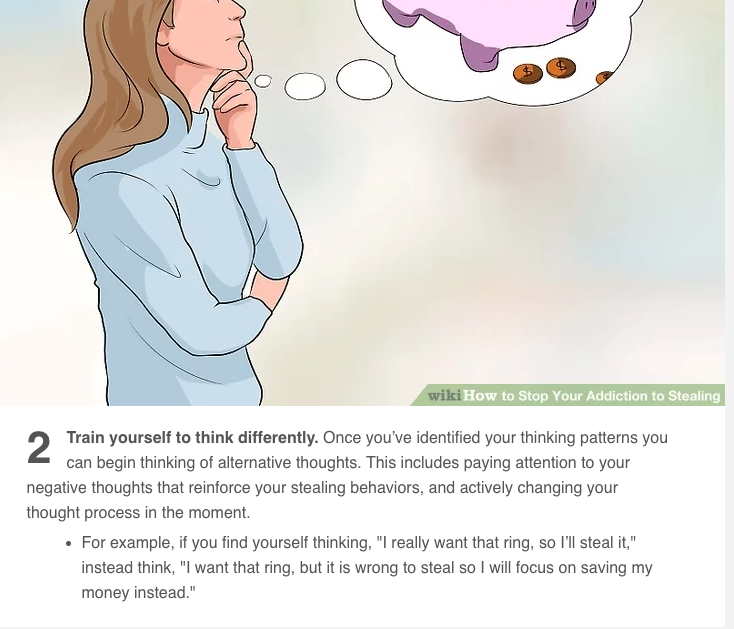 $ $
wikiHow to Stop Your Addiction to Stealing
2 Train yourself to think differently. Once you’ve identified your thinking patterns you
can begin thinking of alternative thoughts. This includes paying attention to your
negative thoughts that reinforce your stealing behaviors, and actively changing your
thought process in the moment.
• For example, if you find yourself thinking, "I really want that ring, so I’ll steal it,"
instead think, "I want that ring, but it is wrong to steal so I will focus on saving my
money instead."